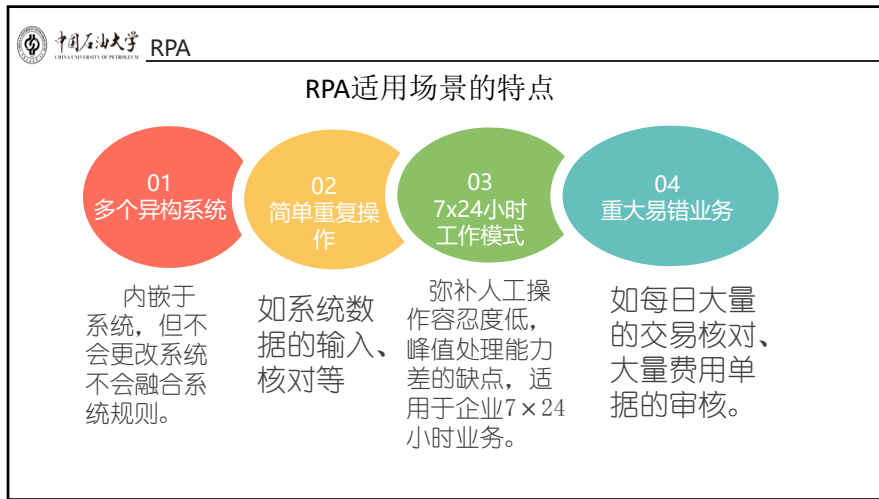 中国石油大学
CHINA UNIVERSITY OF PETROLEUM
RPA
RPA适用场景的特点
01
多个异构系统
内嵌于
系统，但不
会更改系统
不会融合系
统规则。
02
简单重复操
作
如系统数
据的输入、
核对等
03
7x24小时
工作模式
弥补人工操
作容忍度低，
峰值处理能力
差的缺点，适
用于企业7×24
小时业务。
04
重大易错业务
如每日大量
的交易核对、
大量费用单
据的审核。